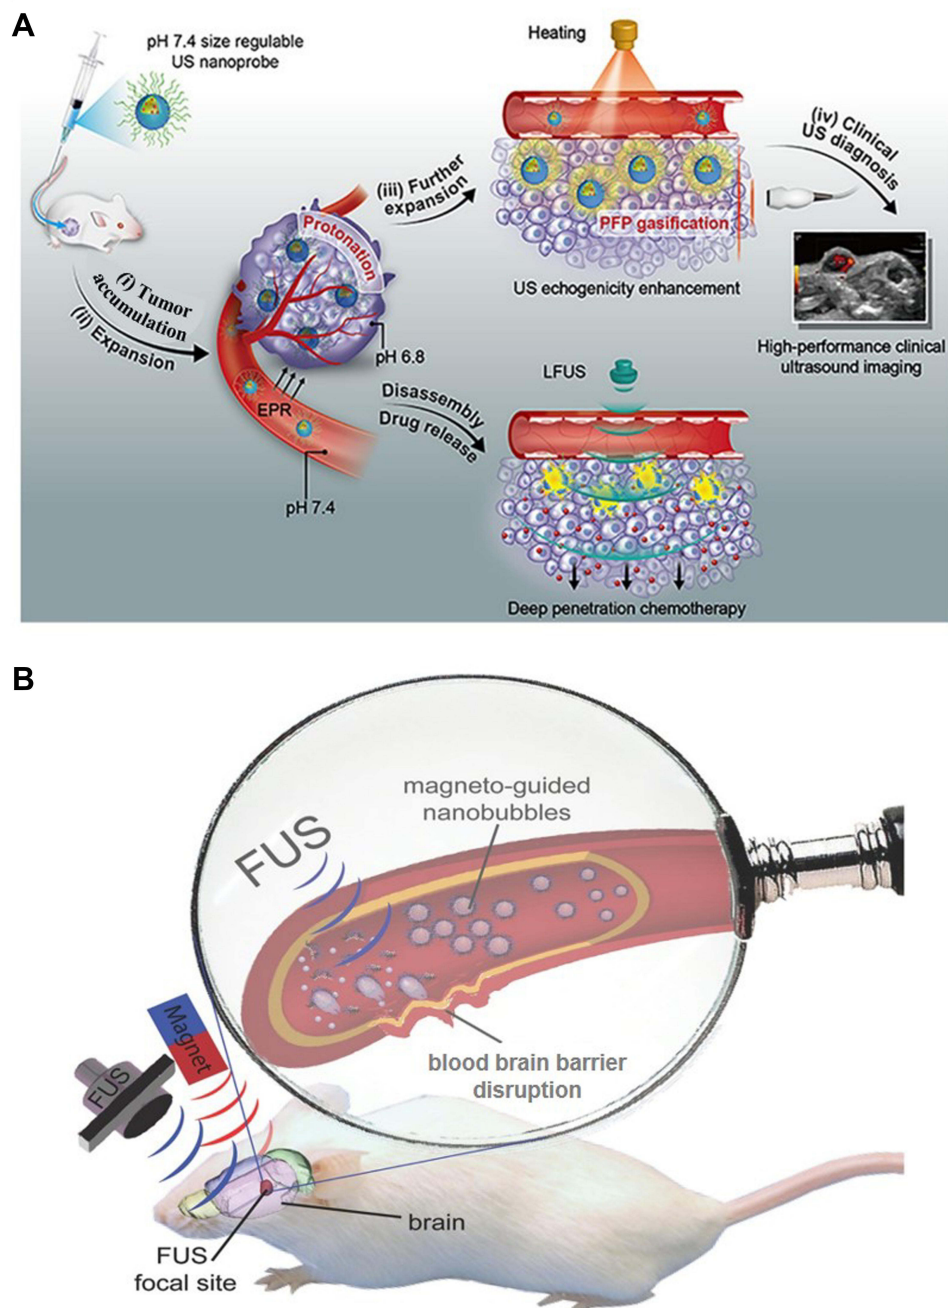 A
pH 7.4 size regulable
US nanoprobe
Heating
(iv) Clinical
US diagnosis
(iii) Further
expansion
Protonation
PFP gasification
US echogenicity enhancement
(i) Tumor
accumulation
(ii) Expansion
pH 6.8
High-performance clinical
ultrasound imaging
EPR
Disassembly
Drug release
LFUS
pH 7.4
Deep penetration chemotherapy
B
magneto-guided
nanobubbles
FUS
blood brain barrier
disruption
Magnet
FUS
brain
FUS
focal site